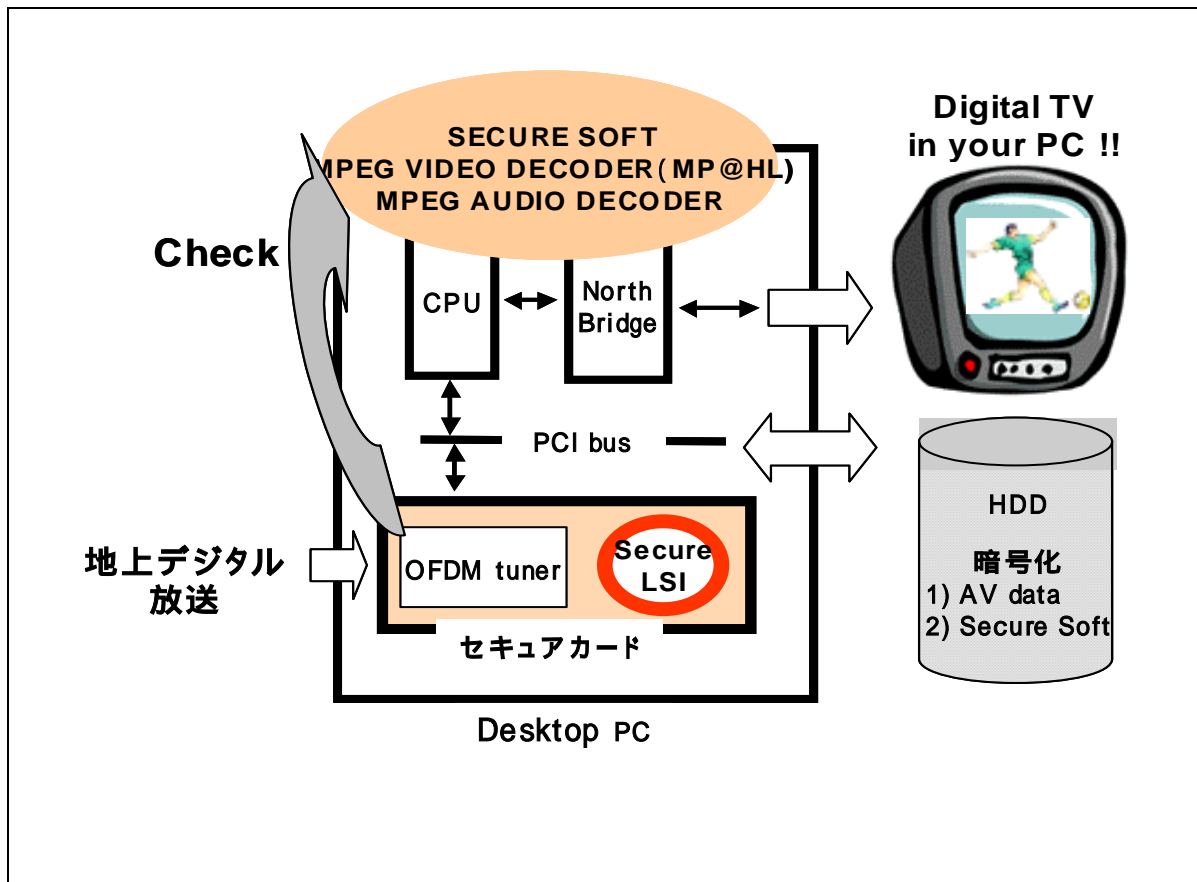 SECURE SOFT
MPEG VIDEO DECODER(MP@HL)
MPEG AUDIO DECODER
Digital TV
in your PC !!
Check
CPU
North
Bridge
PCI bus
地上デジタル
放送
OFDM tuner
Secure
LSI
セキュアカード
HDD
暗号化
1) AV data
2) Secure Soft
Desktop PC